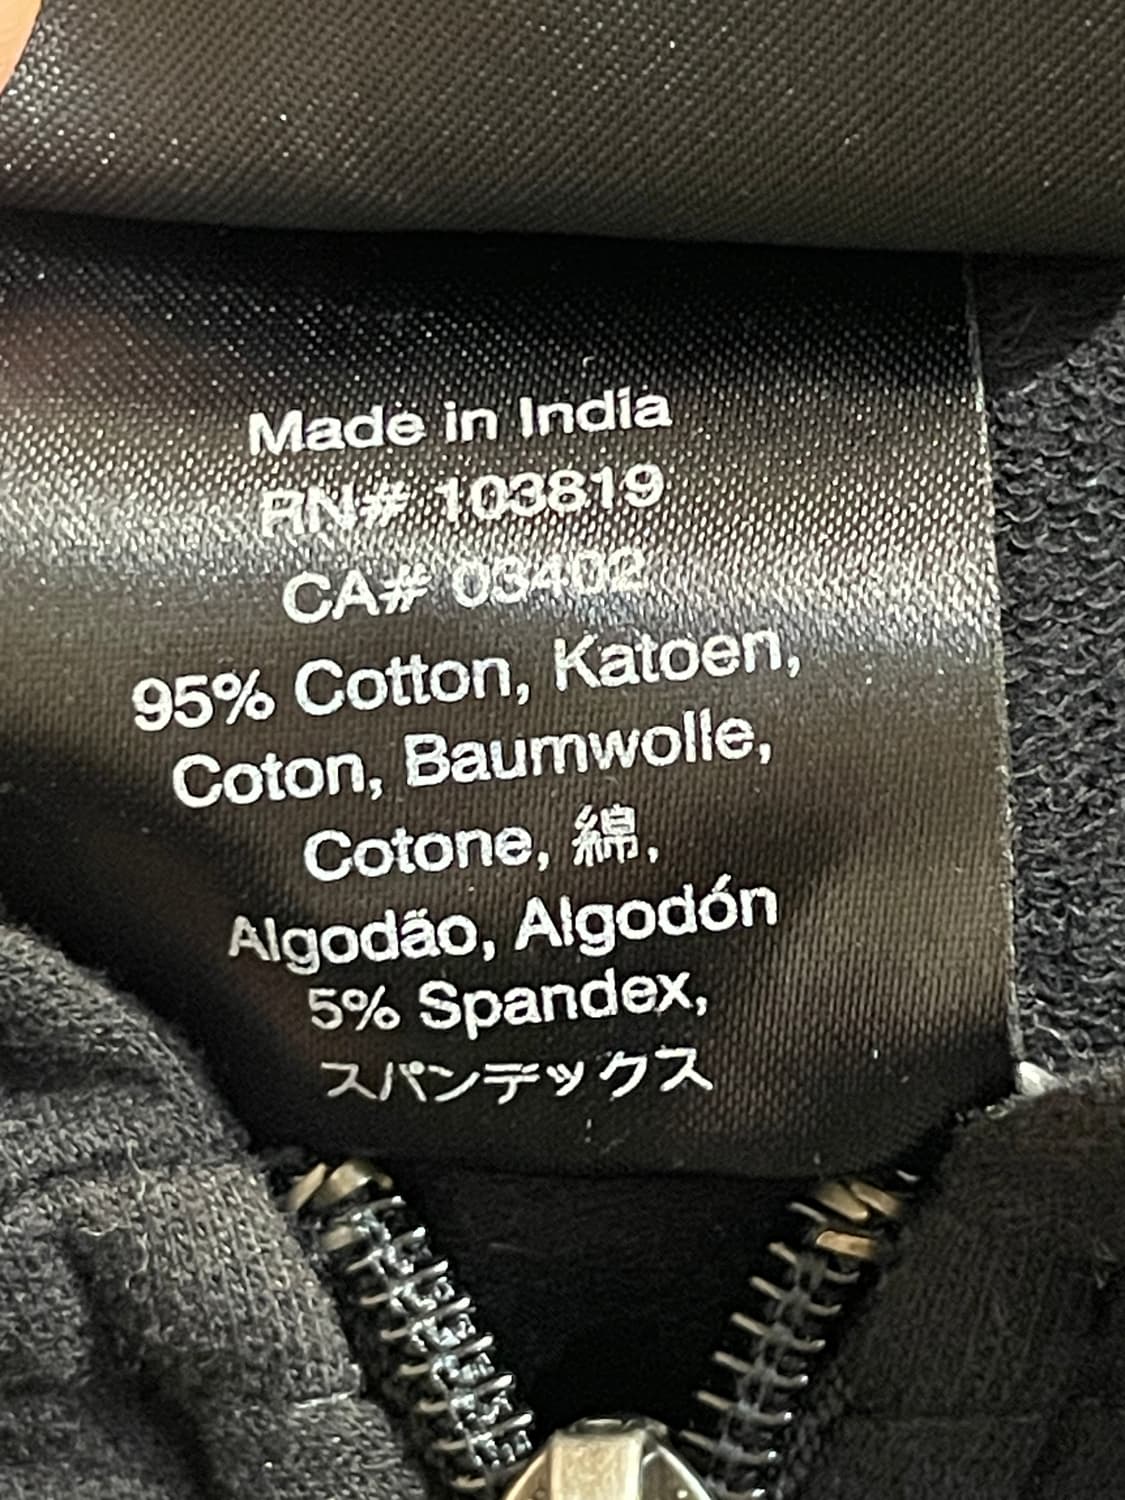 Made in India
RN# 103819
CA# 03402
95% Cotton, Katoen,
Coton, Baumwolle,
Cotone, 綿,
Algodão, Algodón
5% Spandex,
スパンデックス